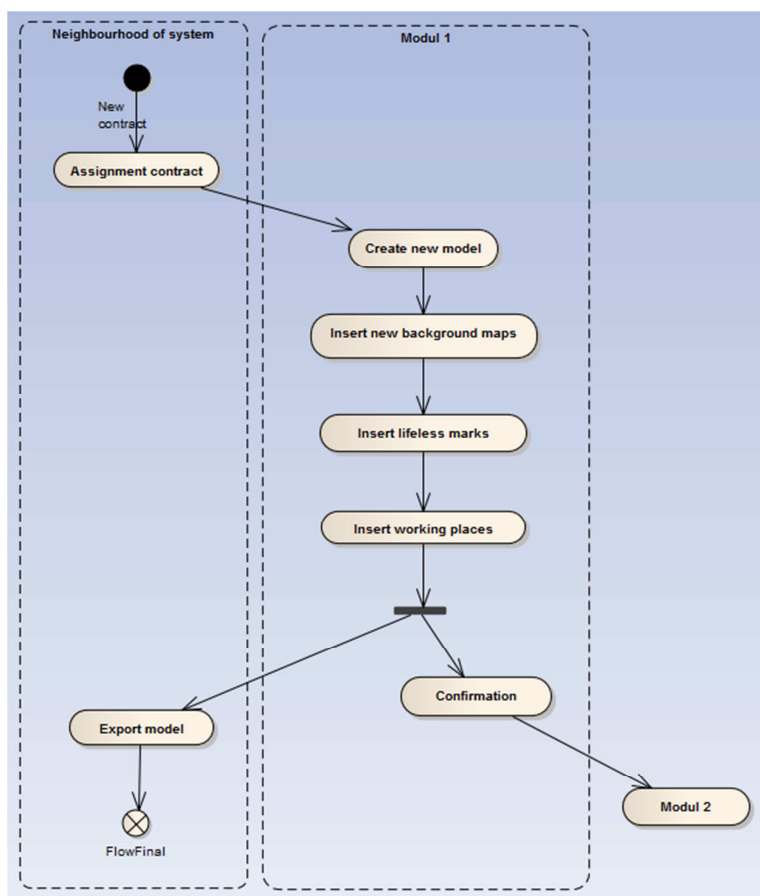 Neighbourhood of system
Modul 1
New
contract
Assignment contract
Create new model
Insert new background maps
Insert lifeless marks
Insert working places
Confirmation
Export model
Modul 2
FlowFinal